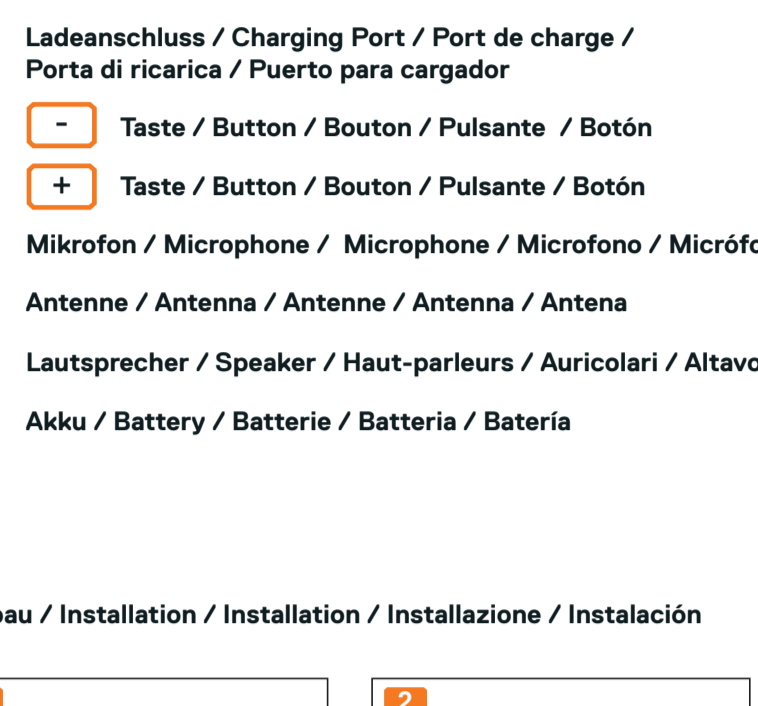 Ladeanschluss / Charging Port / Port de charge /
Porta di ricarica / Puerto para cargador
- Taste / Button / Bouton / Pulsante / Botón
+ Taste / Button / Bouton / Pulsante / Botón
Mikrofon / Microphone / Microphone / Microfono /
Antenne / Antenna / Antenne / Antenna / Antena
Lautsprecher / Speaker / Haut-parleurs / Auricolari /
Akku / Battery / Batterie / Batteria / Batería
/ Installation / Installation / Installazione / Instalación
2